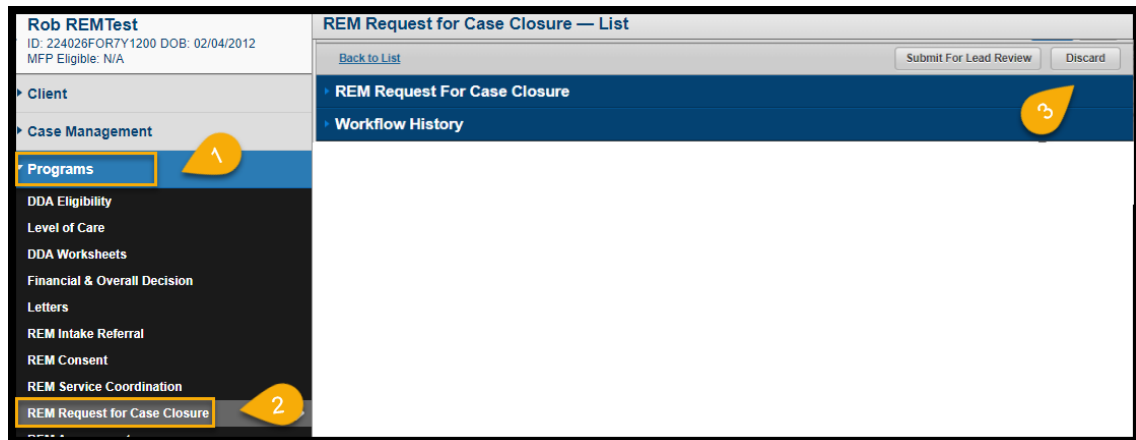 Rob REMTest
ID: 224026FOR7Y1200 DOB: 02/04/2012
MFP Eligible: N/A
Client
Case Management
Programs
1
DDA Eligibility
Level of Care
DDA Worksheets
Financial & Overall Decision
Letters
REM Intake Referral
REM Consent
REM Service Coordination
REM Request for Case Closure
2
REM Request for Case Closure — List
Back to List
Submit For Lead Review
Discard
REM Request For Case Closure
Workflow History
3